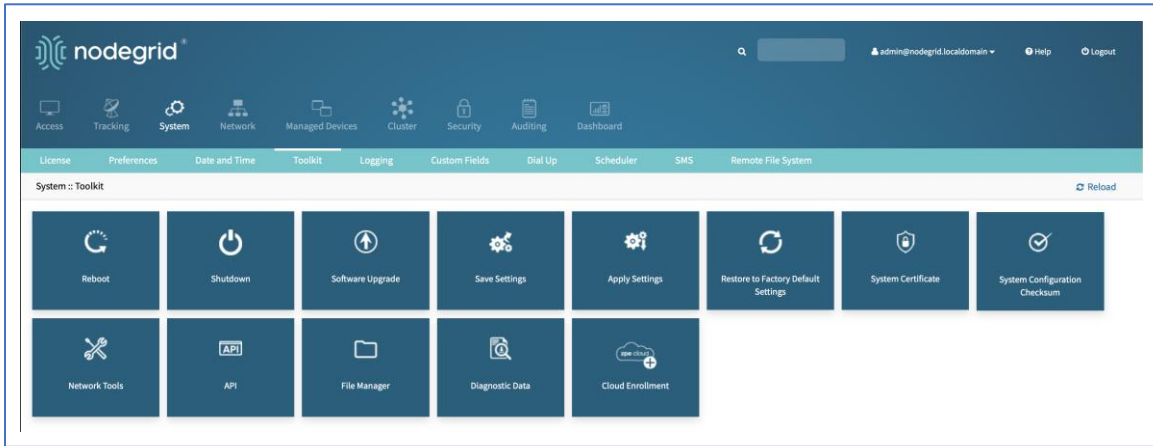 nodegrid®
admin@nodegrid.localdomain Help Logout
Access Tracking System Network Managed Devices Cluster Security Auditing Dashboard
License Preferences Date and Time Toolkit Logging Custom Fields Dial Up Scheduler SMS Remote File System
System :: Toolkit Reload
Reboot Shutdown Software Upgrade Save Settings Apply Settings Restore to Factory Default System Certificate System Configuration
Settings Checksum
API
zpe cloud
Network Tools API File Manager Diagnostic Data Cloud Enrollment